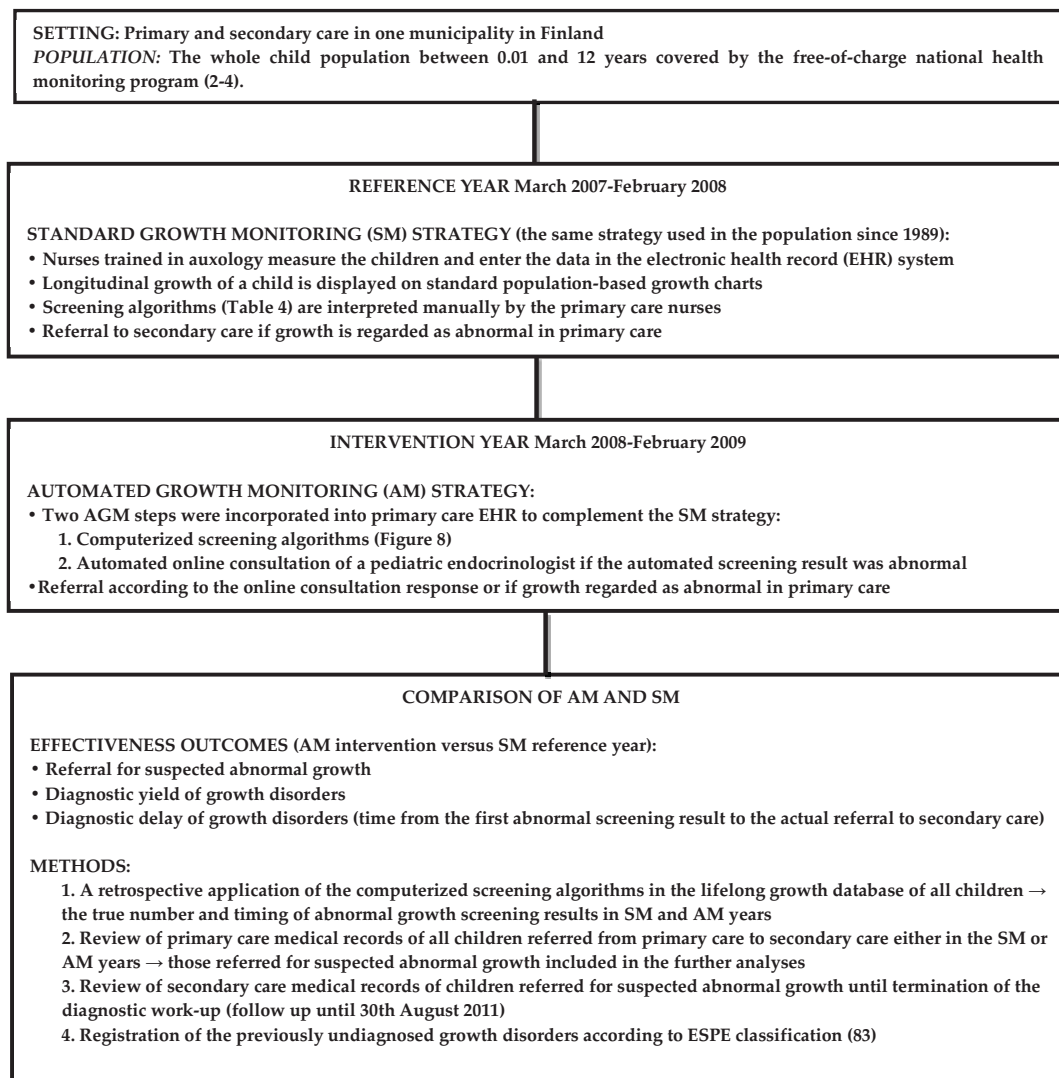 SETTING: Primary and secondary care in one municipality in Finland
POPULATION: The whole child population between 0.01 and 12 years covered by the free-of-charge national health
monitoring program (2-4).
REFERENCE YEAR March 2007-February 2008
STANDARD GROWTH MONITORING (SM) STRATEGY (the same strategy used in the population since 1989):
• Nurses trained in auxology measure the children and enter the data in the electronic health record (EHR) system
• Longitudinal growth of a child is displayed on standard population-based growth charts
• Screening algorithms (Table 4) are interpreted manually by the primary care nurses
• Referral to secondary care if growth is regarded as abnormal in primary care
INTERVENTION YEAR March 2008-February 2009
AUTOMATED GROWTH MONITORING (AM) STRATEGY:
• Two AGM steps were incorporated into primary care EHR to complement the SM strategy:
1. Computerized screening algorithms (Figure 8)
2. Automated online consultation of a pediatric endocrinologist if the automated screening result was abnormal
•Referral according to the online consultation response or if growth regarded as abnormal in primary care
COMPARISON OF AM AND SM
EFFECTIVENESS OUTCOMES (AM intervention versus SM reference year):
• Referral for suspected abnormal growth
• Diagnostic yield of growth disorders
• Diagnostic delay of growth disorders (time from the first abnormal screening result to the actual referral to secondary care)
METHODS:
1. A retrospective application of the computerized screening algorithms in the lifelong growth database of all children →
the true number and timing of abnormal growth screening results in SM and AM years
2. Review of primary care medical records of all children referred from primary care to secondary care either in the SM or
AM years → those referred for suspected abnormal growth included in the further analyses
3. Review of secondary care medical records of children referred for suspected abnormal growth until termination of the
diagnostic work-up (follow up until 30th August 2011)
4. Registration of the previously undiagnosed growth disorders according to ESPE classification (83)